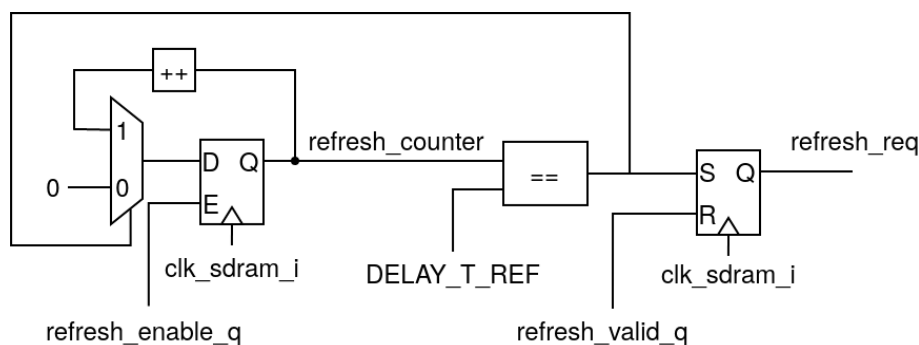 ++
1
0
0
D
Q
E
clk_sdram_i
refresh_enable_q
refresh_counter
==
DELAY_T_REF
S
Q
R
clk_sdram_i
refresh_valid_q
refresh_req